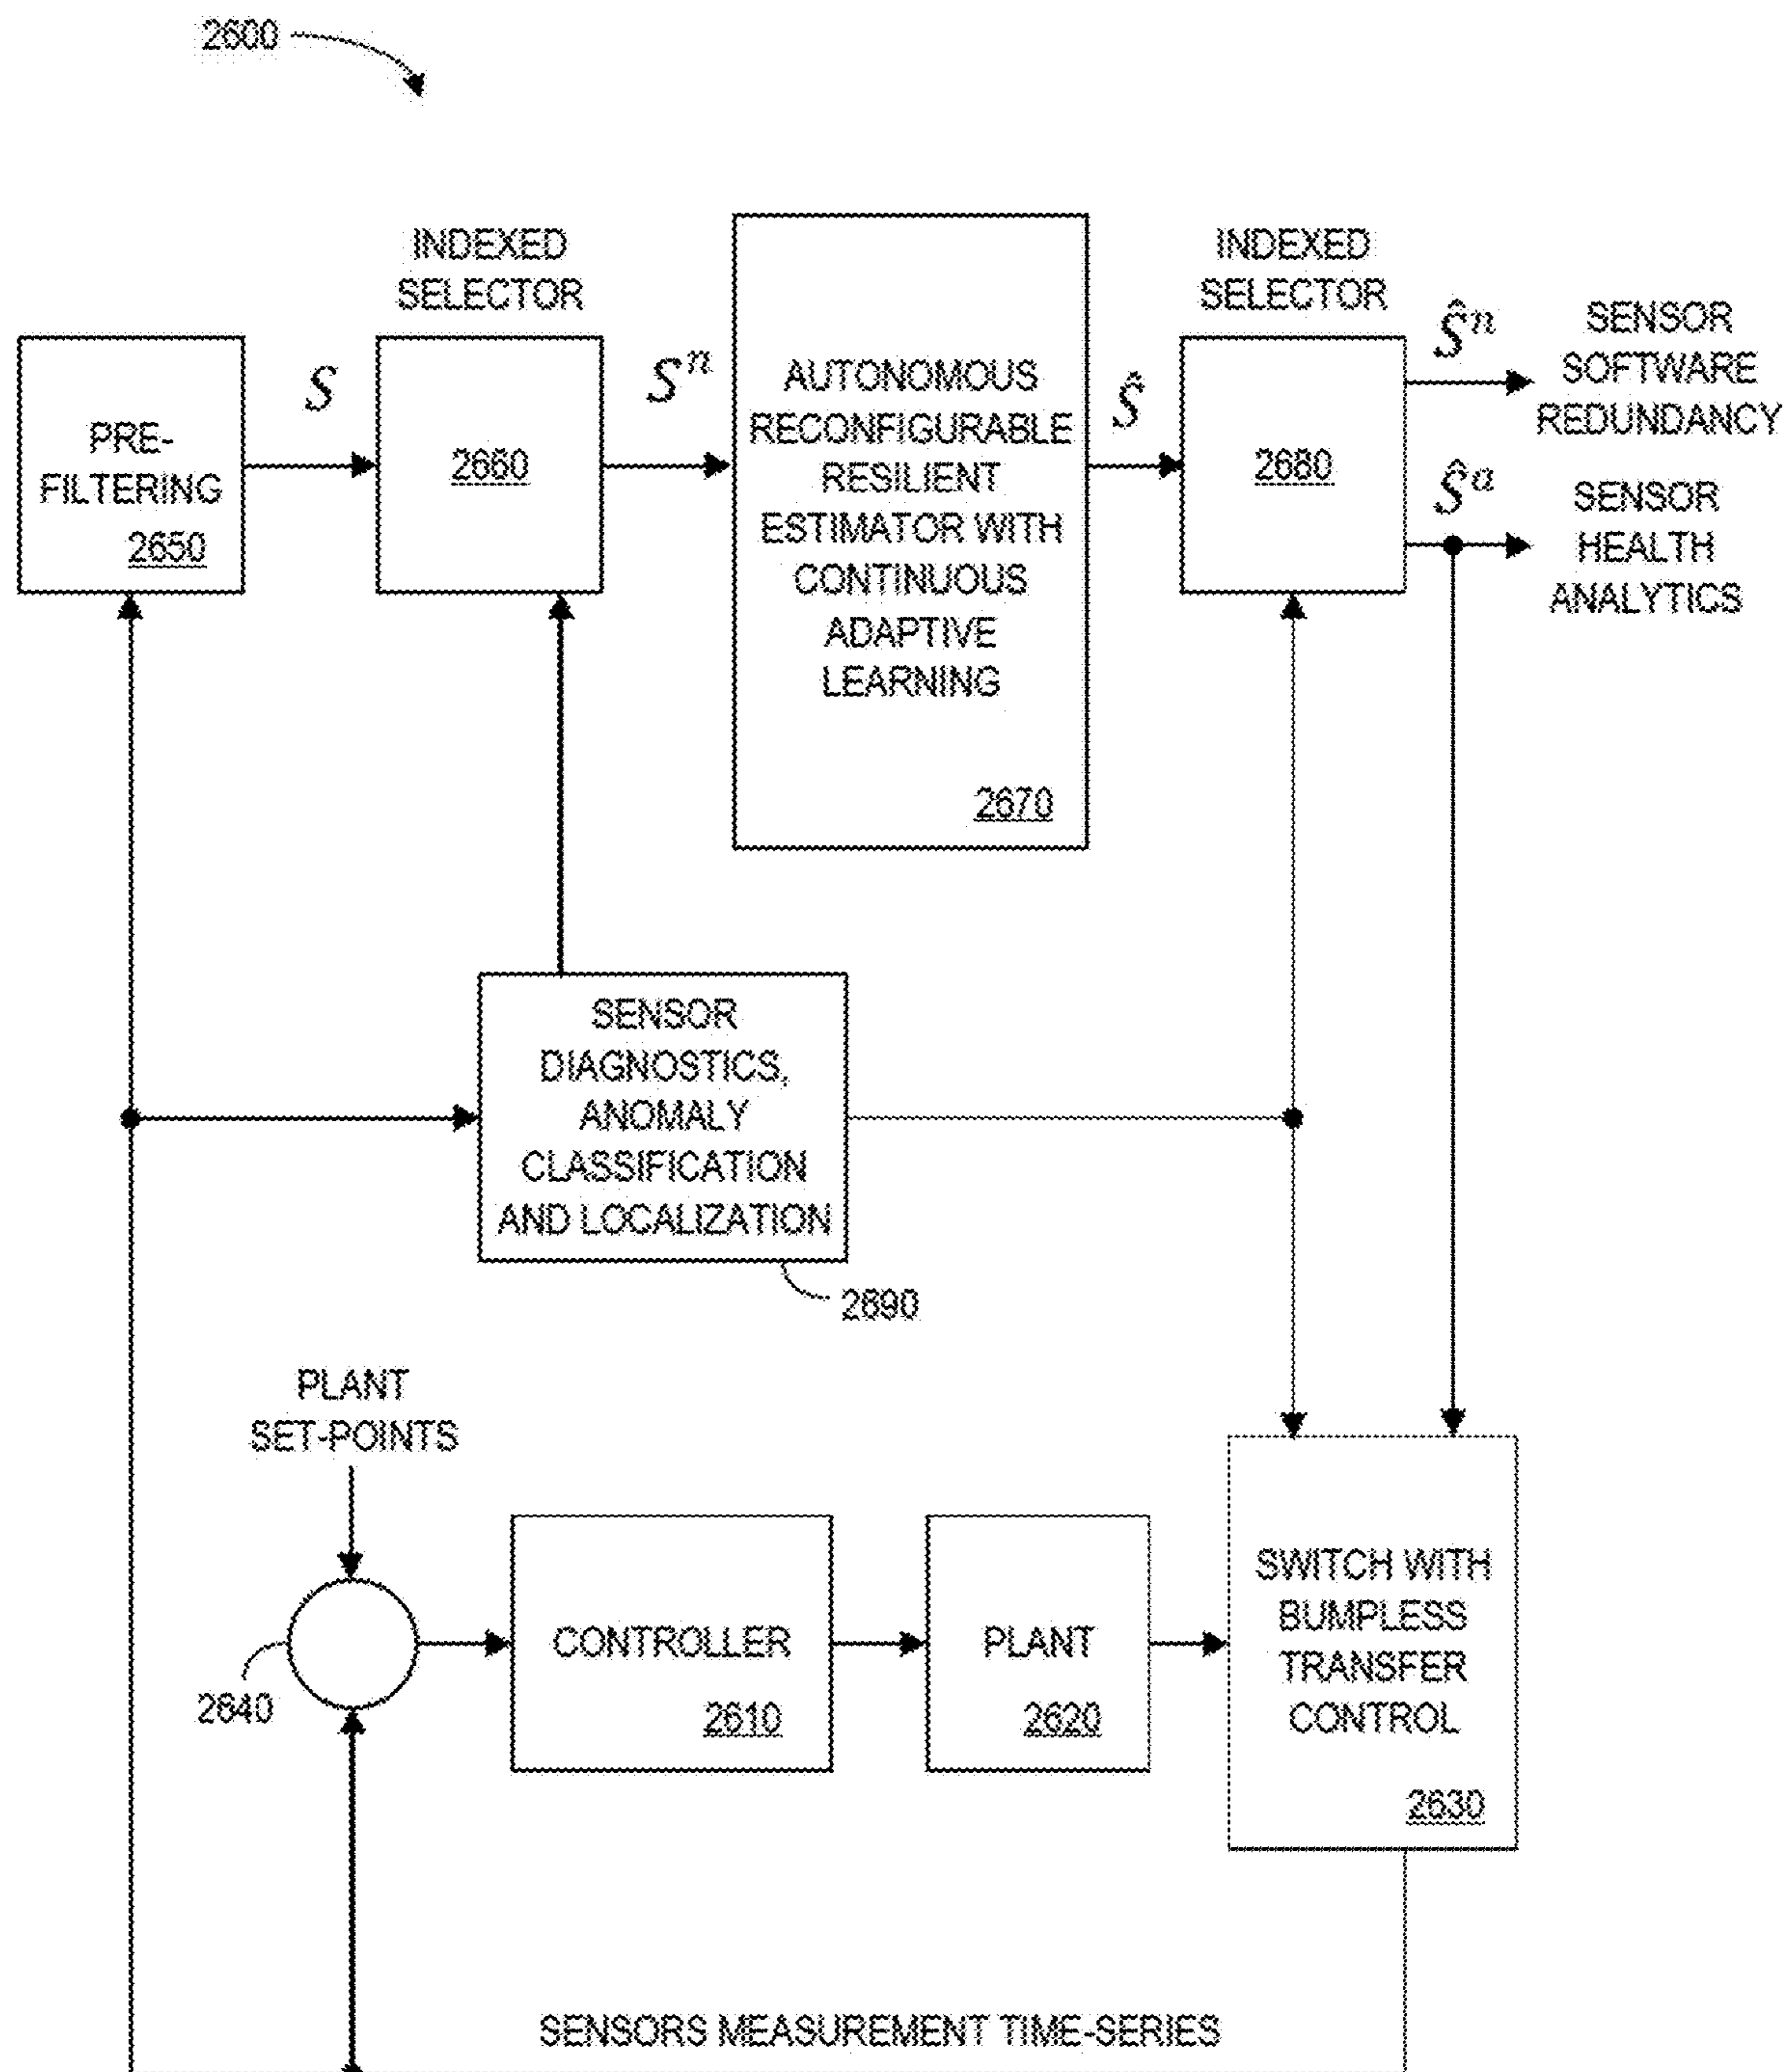 2600
INDEXED
SELECTOR
INDEXED
SELECTOR
PRE-
FILTERING
2650
S
2660
Sⁿ
AUTONOMOUS
RECONFIGURABLE
RESILIENT
ESTIMATOR WITH
CONTINUOUS
ADAPTIVE
LEARNING
2670
Ŝ
2680
Ŝⁿ
SENSOR
SOFTWARE
REDUNDANCY
Ŝᵃ
SENSOR
HEALTH
ANALYTICS
SENSOR
DIAGNOSTICS,
ANOMALY
CLASSIFICATION
AND LOCALIZATION
2690
PLANT
SET-POINTS
2640
CONTROLLER
2610
PLANT
2620
SWITCH WITH
BUMPLESS
TRANSFER
CONTROL
2630
SENSORS MEASUREMENT TIME-SERIES